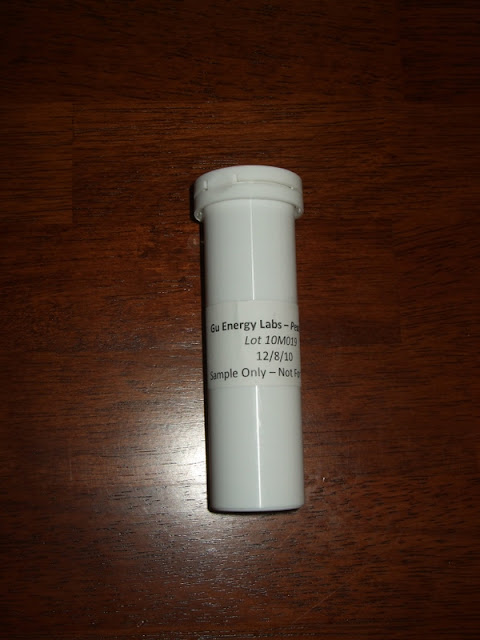 Gu Energy Labs –
Lot 10M019
12/8/10
Sample Only – Not